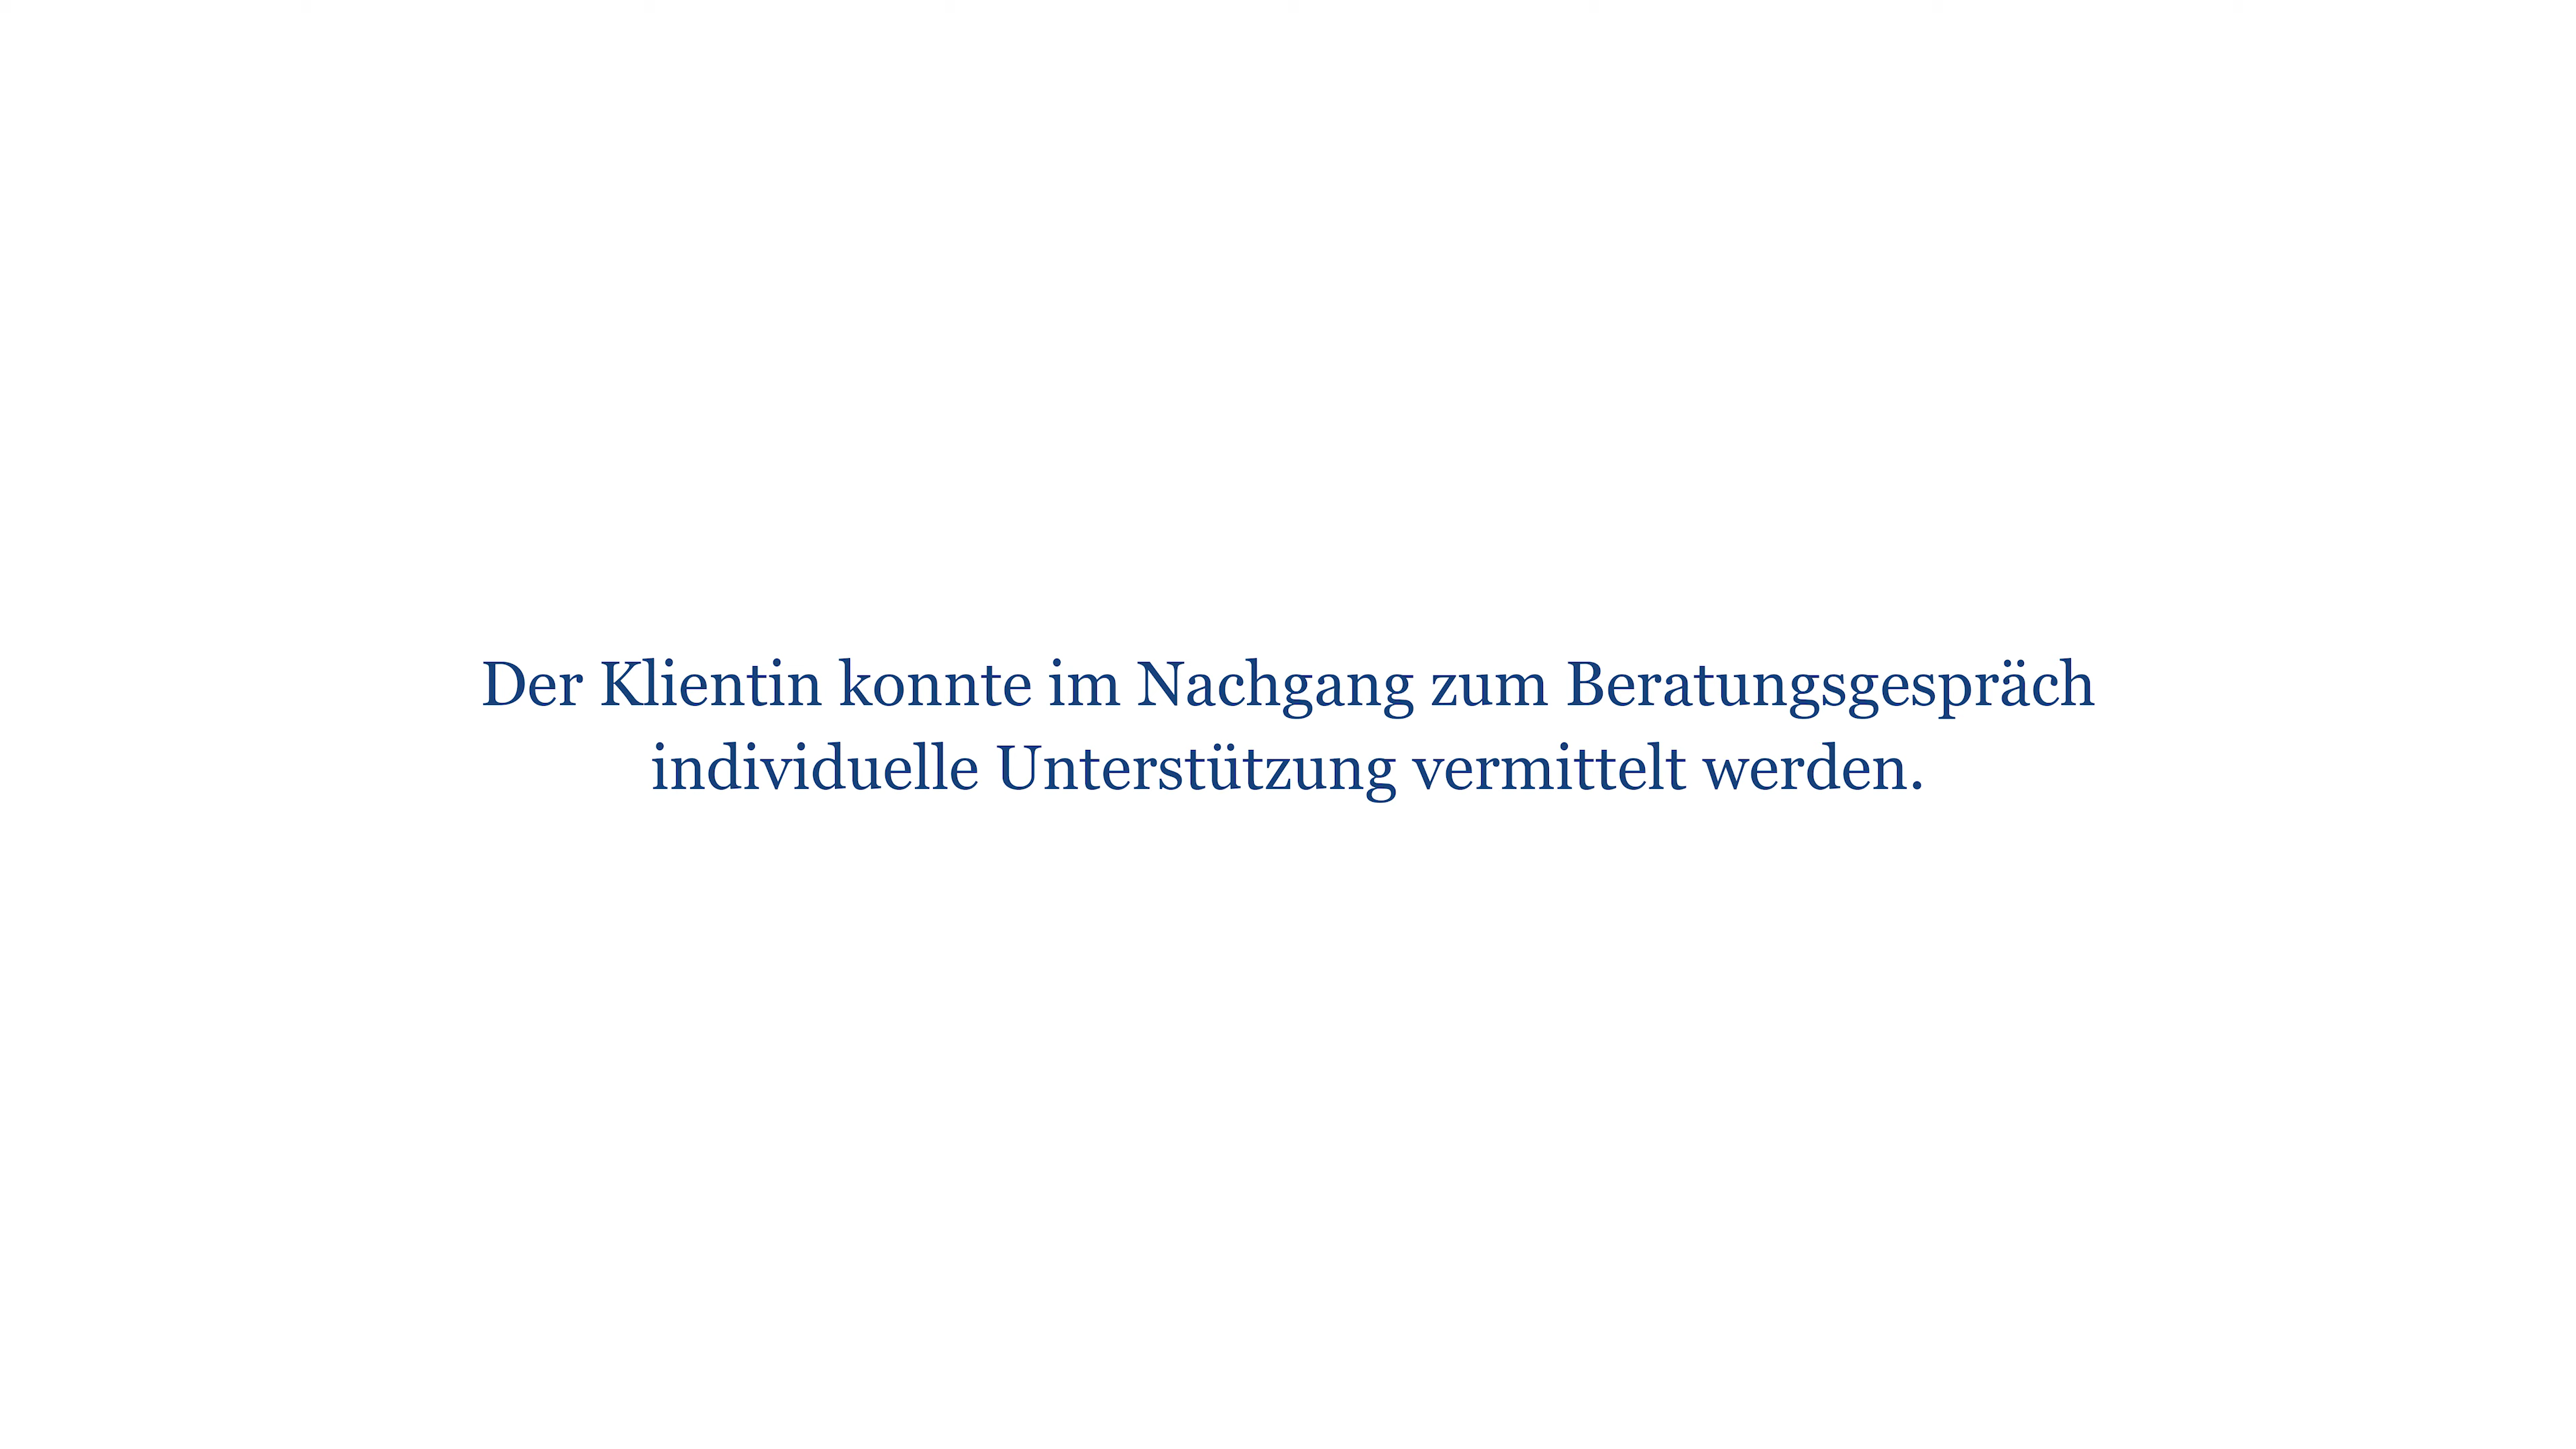 Der Klientin konnte im Nachgang zum Beratungsgespräch
individuelle Unterstützung vermittelt werden.